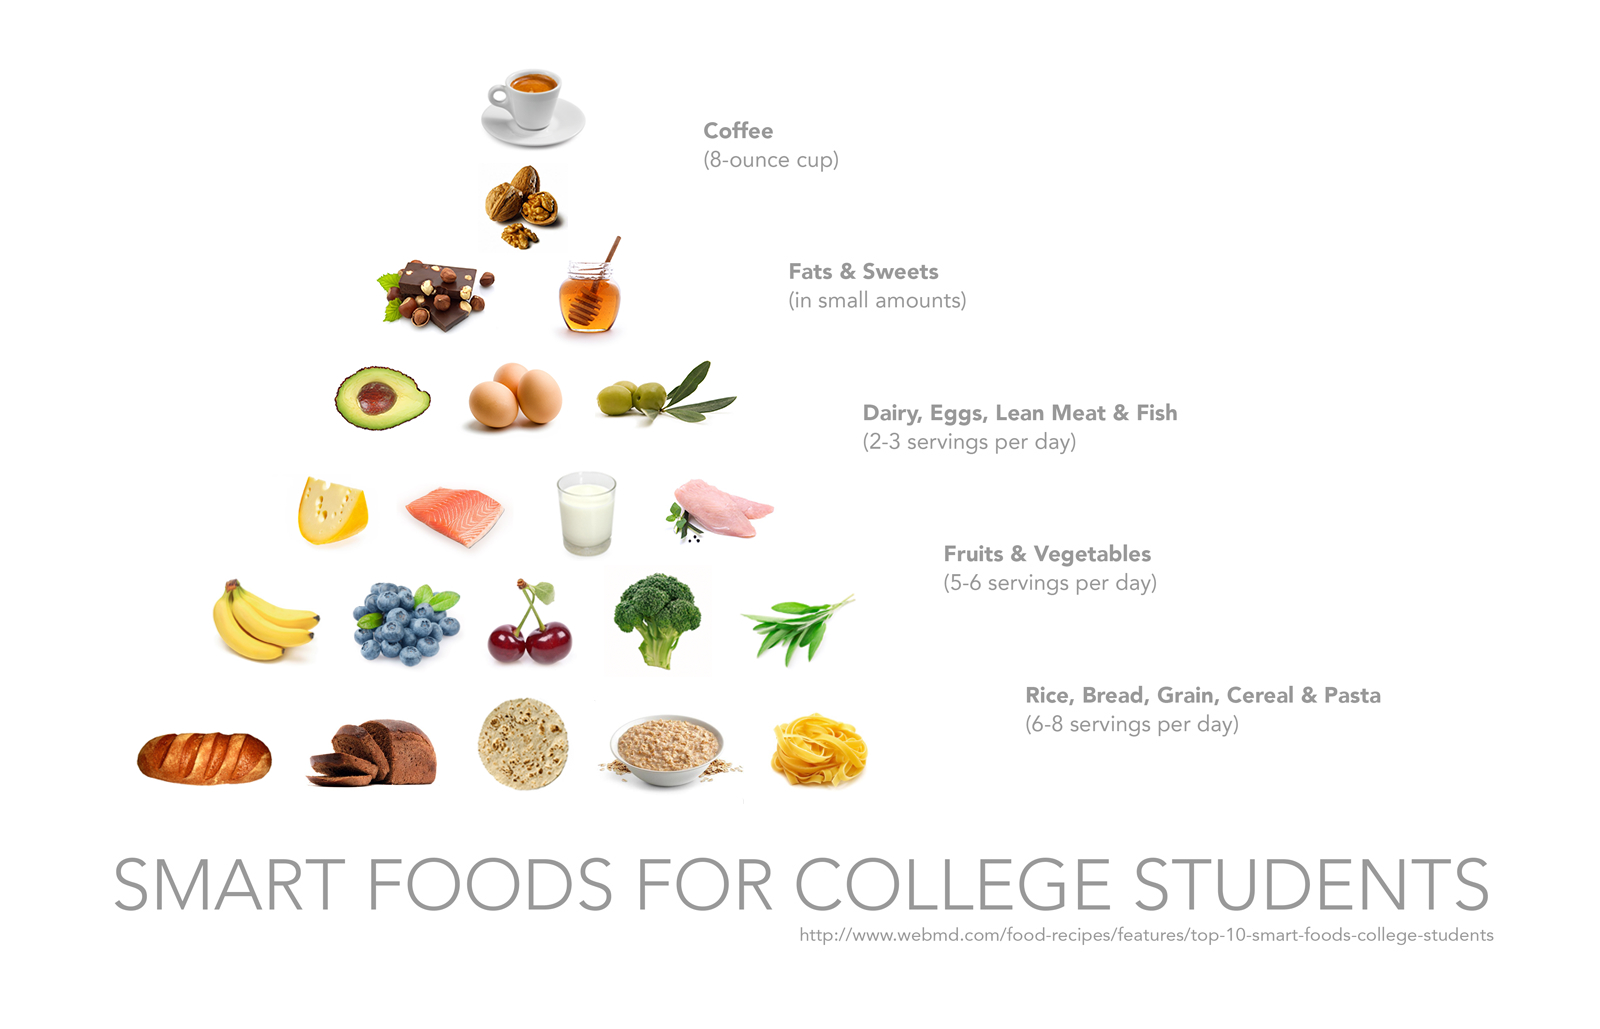 Coffee
(8-ounce cup)
Fats & Sweets
(in small amounts)
Dairy, Eggs, Lean Meat & Fish
(2-3 servings per day)
Fruits & Vegetables
(5-6 servings per day)
Rice, Bread, Grain, Cereal & Pasta
(6-8 servings per day)
SMART FOODS FOR COLLEGE STUDENTS
http://www.webmd.com/food-recipes/features/top-10-smart-foods-college-students